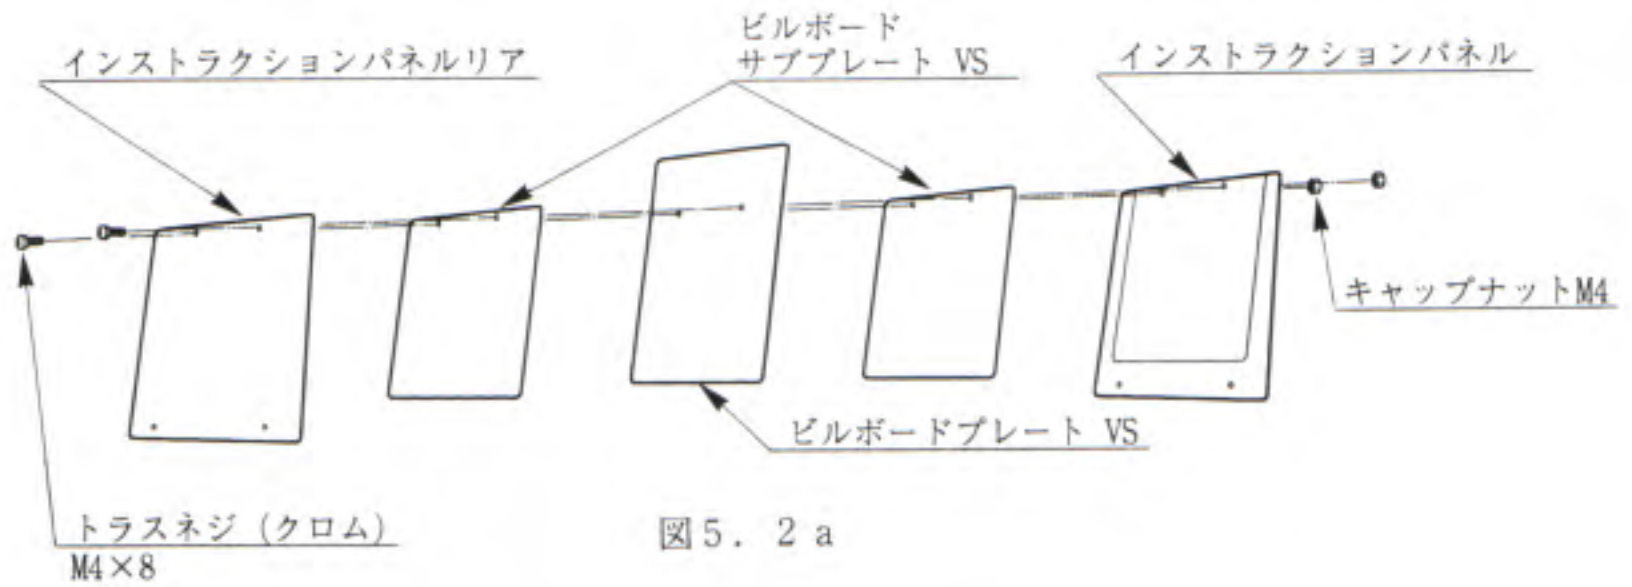 インストラクションパネルリア
ビルボード
サブプレート VS
インストラクションパネル
キャップナットM4
ビルボードプレート VS
トラスネジ (クロム)
M4×8
図5. 2a